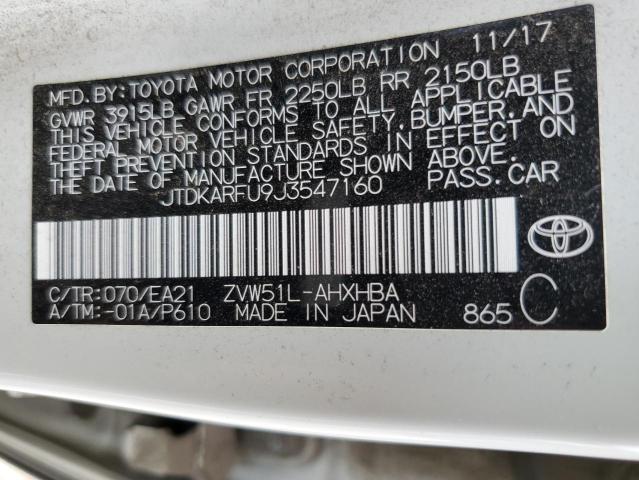 MFD. BY: TOYOTA MOTOR CORPORATION 11/17
GVWR 3915LB GAWR FR 2250LB RR 2150LB
THIS VEHICLE CONFORMS TO ALL APPLICABLE
FEDERAL MOTOR VEHICLE SAFETY, BUMPER, AND
THEFT PREVENTION STANDARDS IN EFFECT ON
THE DATE OF MANUFACTURE SHOWN ABOVE.
JTDKARFU9J3547160 PASS. CAR
C/TR: 070/EA21 ZVW51L-AHXHBA
A/TM: -01A/P610 MADE IN JAPAN 865 C